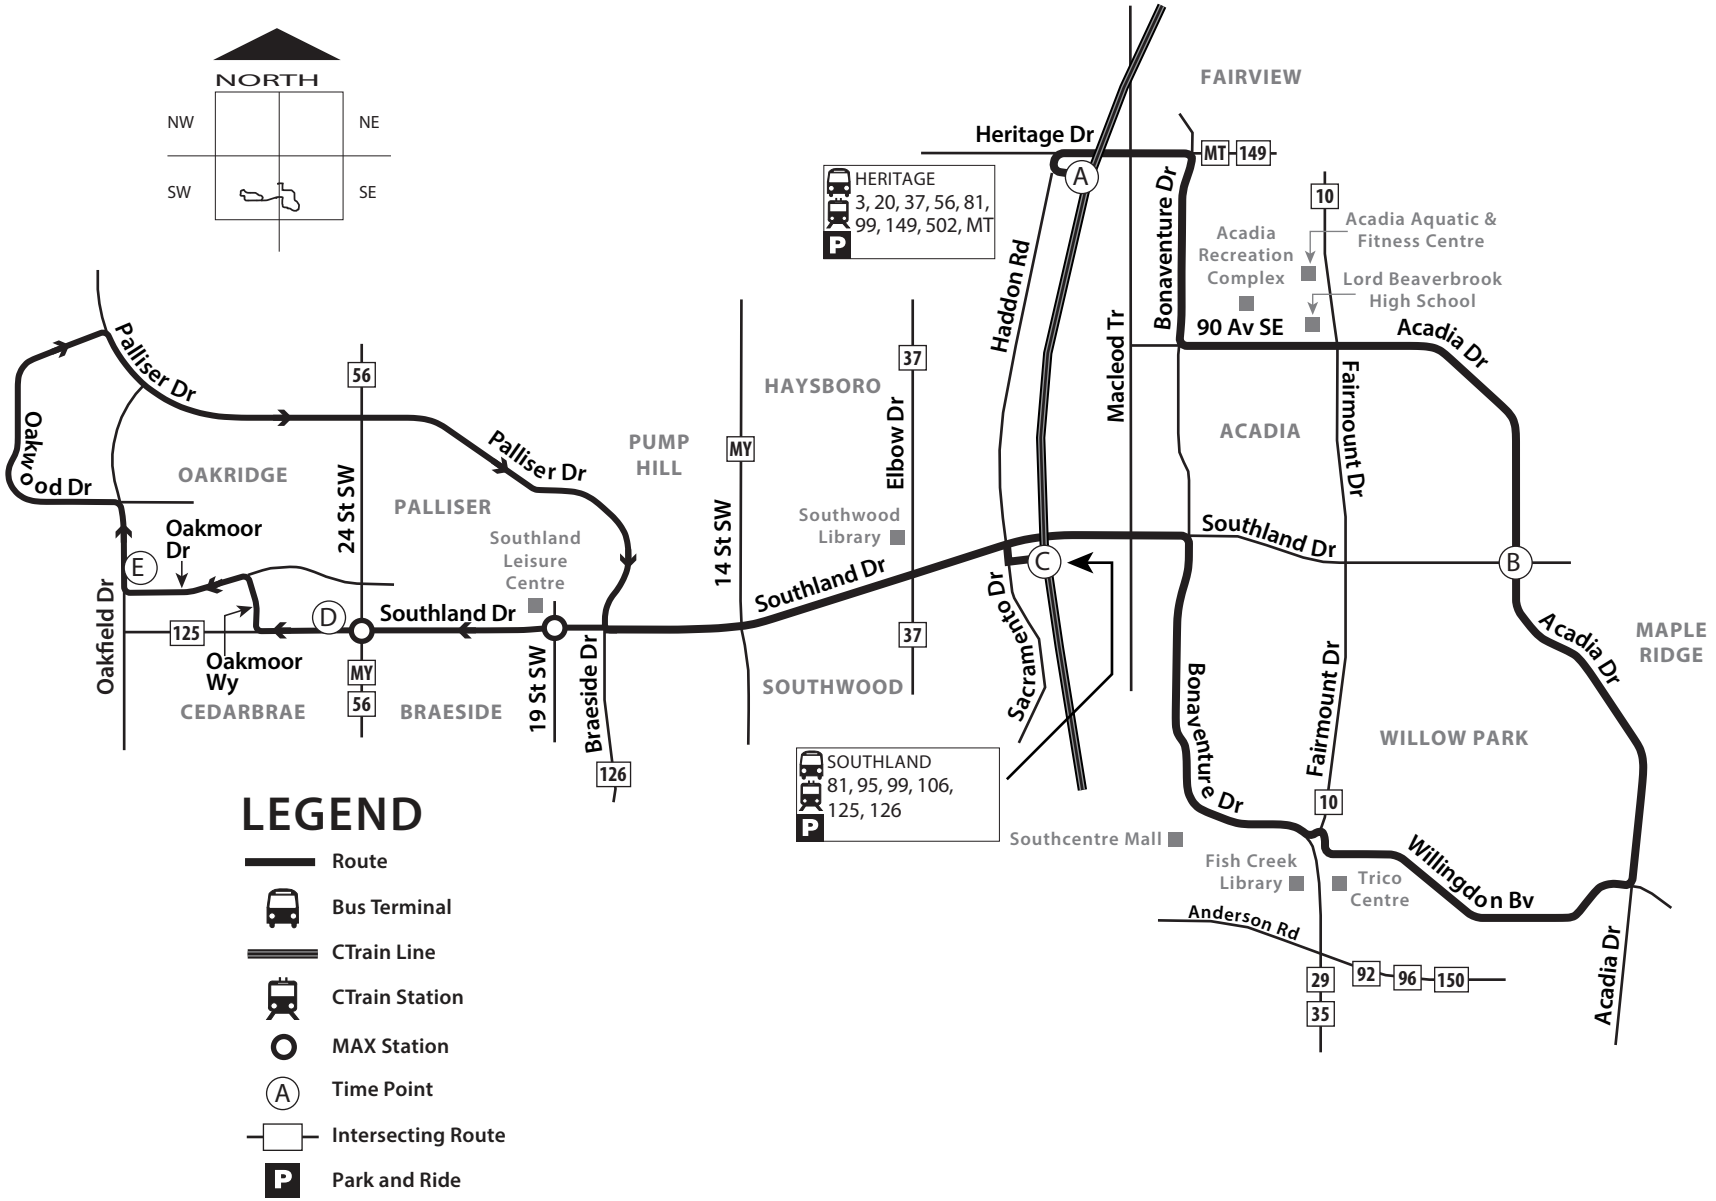 NORTH
NW
NE
SW
SE
FAIRVIEW
Heritage Dr
MT
149
A
HERITAGE
3, 20, 37, 56, 81,
99, 149, 502, MT
P
Bonaventure Dr
10
Acadia Aquatic &
Fitness Centre
Acadia
Recreation
Complex
Lord Beaverbrook
High School
90 Av SE
Acadia Dr
Haddon Rd
Macleod Tr
Fairmount Dr
ACADIA
Palliser Dr
56
37
HAYSBORO
Elbow Dr
Oakwood Dr
OAKRIDGE
Palliser Dr
PUMP
HILL
MY
24 St SW
PALLISER
14 St SW
Southwood
Library
Southland
Leisure
Centre
Oakmoor
Dr
E
Southland Dr
C
Southland Dr
B
Oakfield Dr
D
Southland Dr
125
Oakmoor
Wy
MY
56
CEDARBRAE
BRAESIDE
19 St SW
Braeside Dr
126
37
SOUTHWOOD
Sacramento Dr
Acadia Dr
MAPLE
RIDGE
Bonaventure Dr
Fairmount Dr
WILLOW PARK
10
SOUTHLAND
81, 95, 99, 106,
125, 126
P
Southcentre Mall
Fish Creek
Library
Trico
Centre
Willingdon Bv
Anderson Rd
29
35
92
96
150
Acadia Dr
LEGEND
Route
Bus Terminal
CTrain Line
CTrain Station
MAX Station
A
Time Point
Intersecting Route
P
Park and Ride